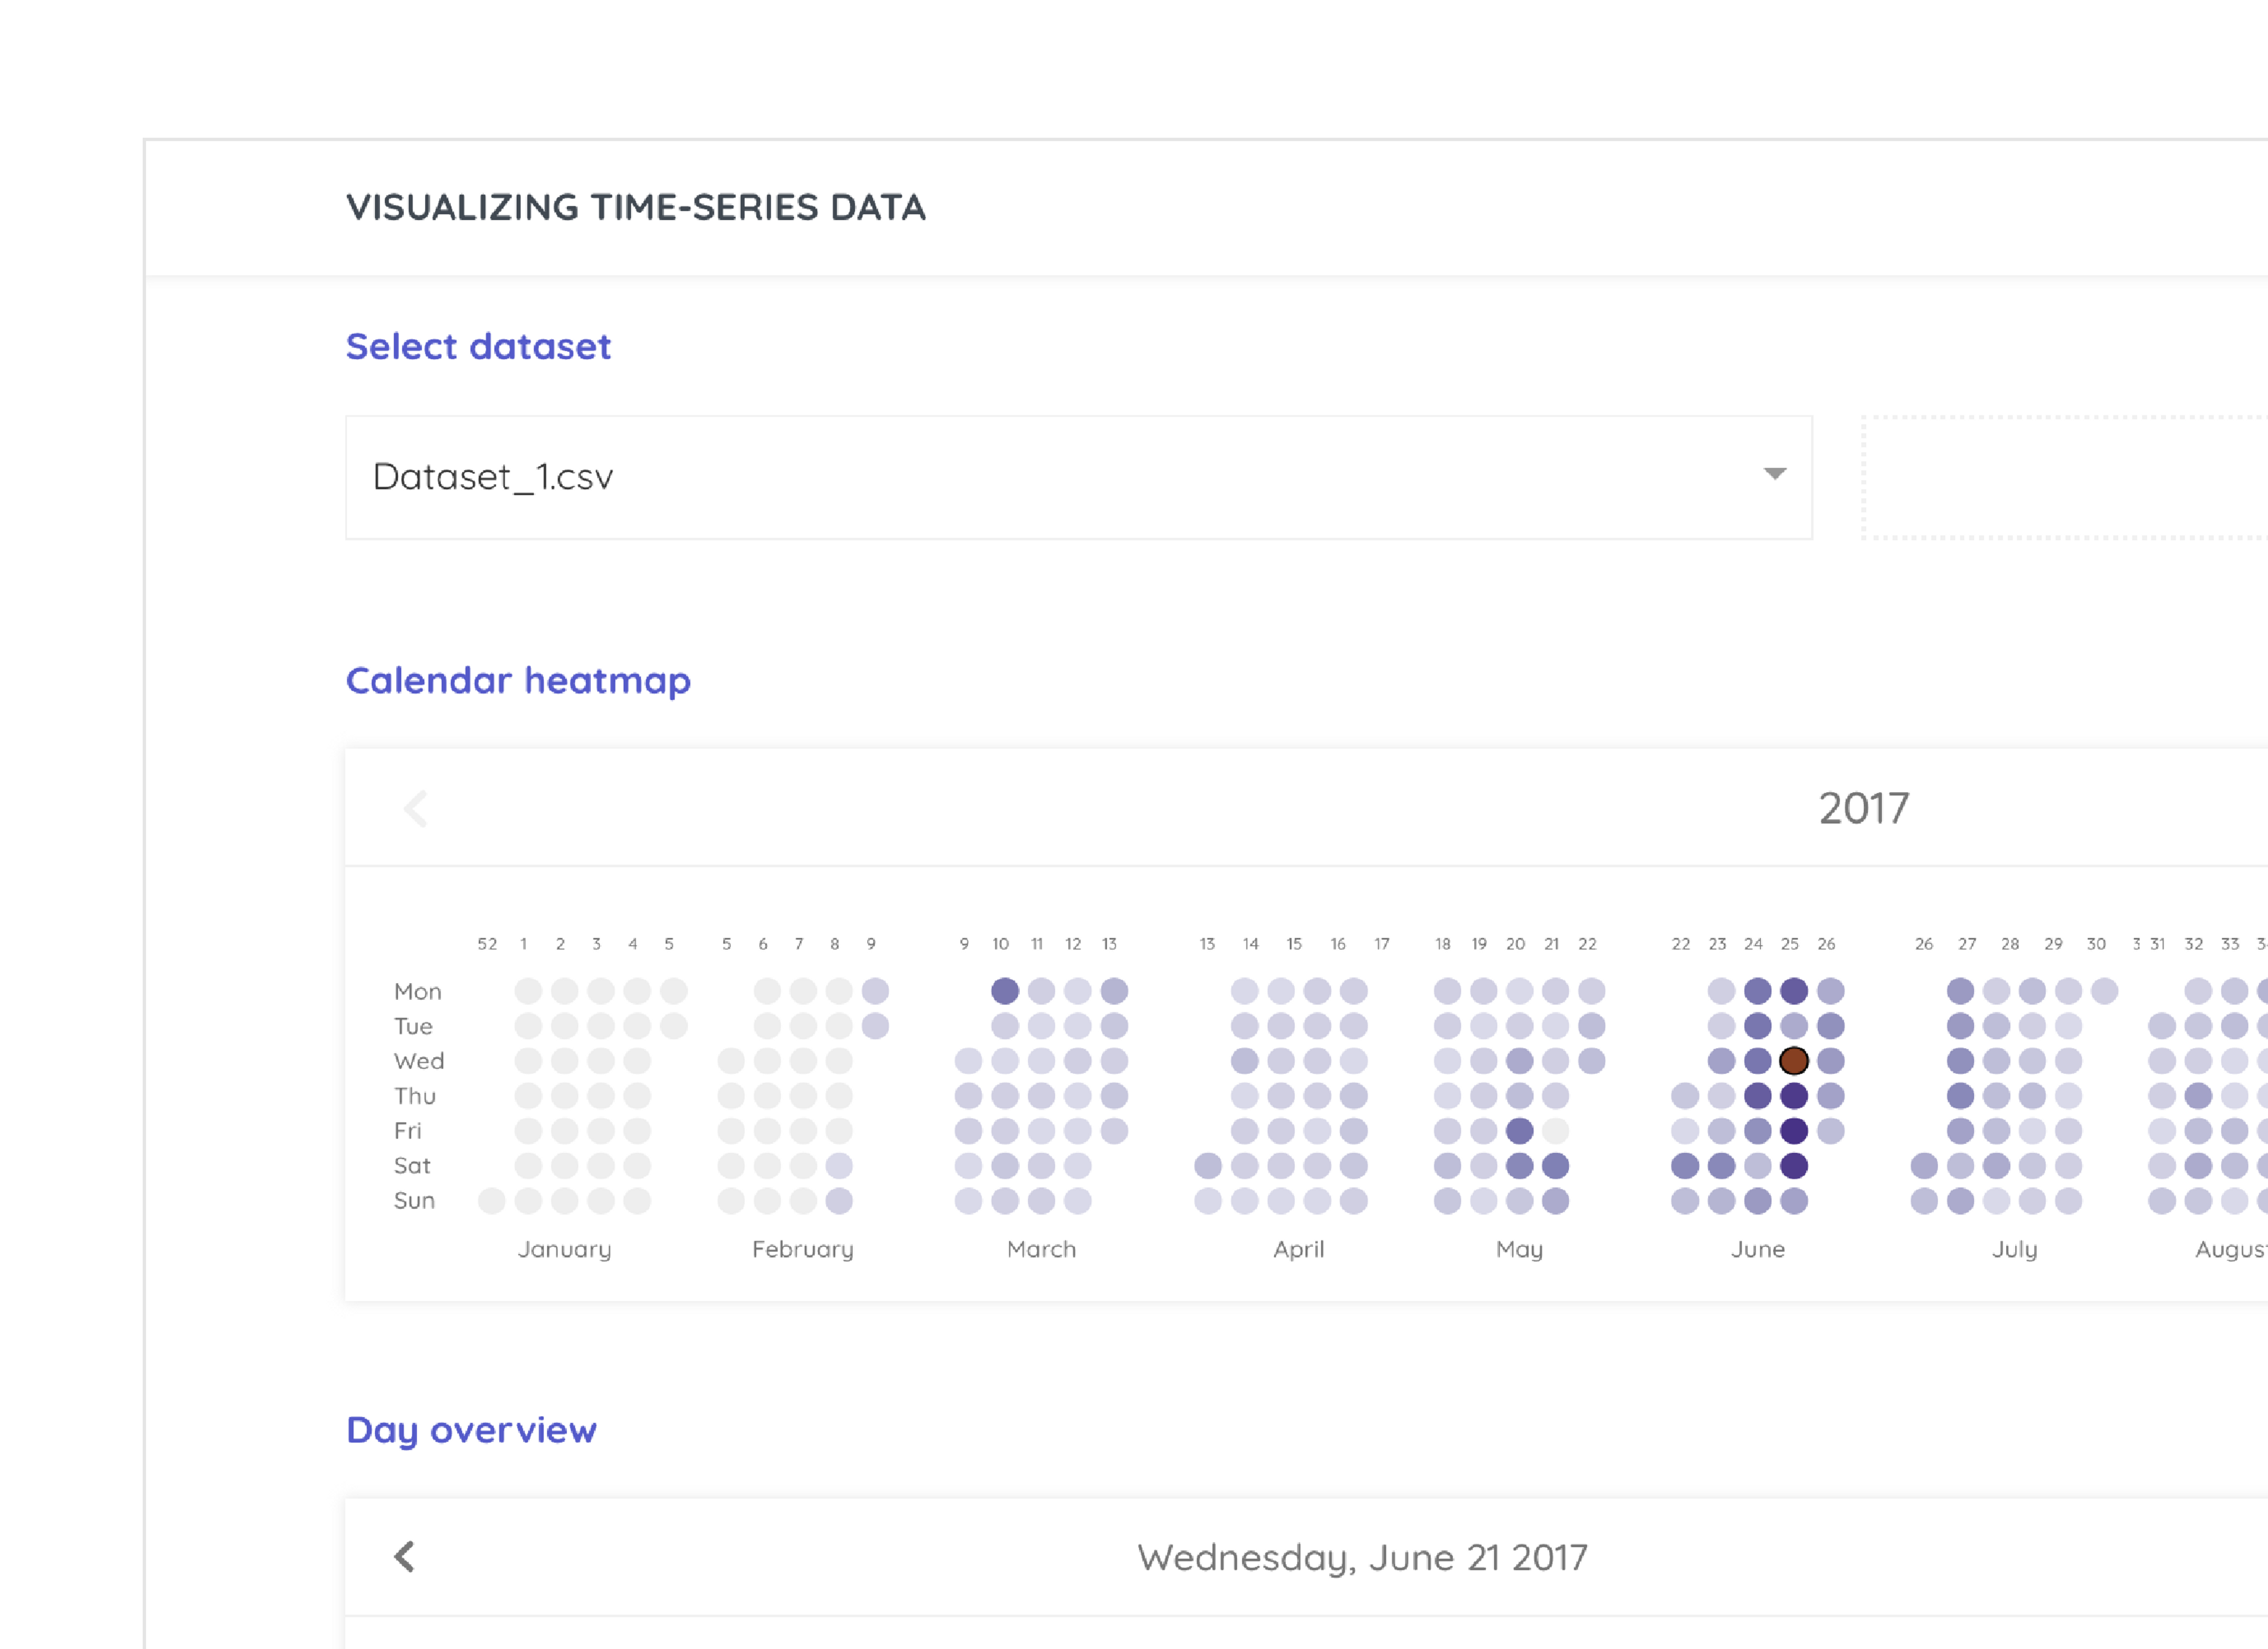 VISUALIZING TIME-SERIES DATA
Select dataset
Dataset_1.csv
Calendar heatmap
2017
52 1 2 3 4 5 5 6 7 8 9 9 10 11 12 13 13 14 15 16 17 18 19 20 21 22 22 23 24 25 26 26 27 28 29 30 3 31 32 33 3
Mon
Tue
Wed
Thu
Fri
Sat
Sun
January February March April May June July Augus
Day overview
Wednesday, June 21 2017